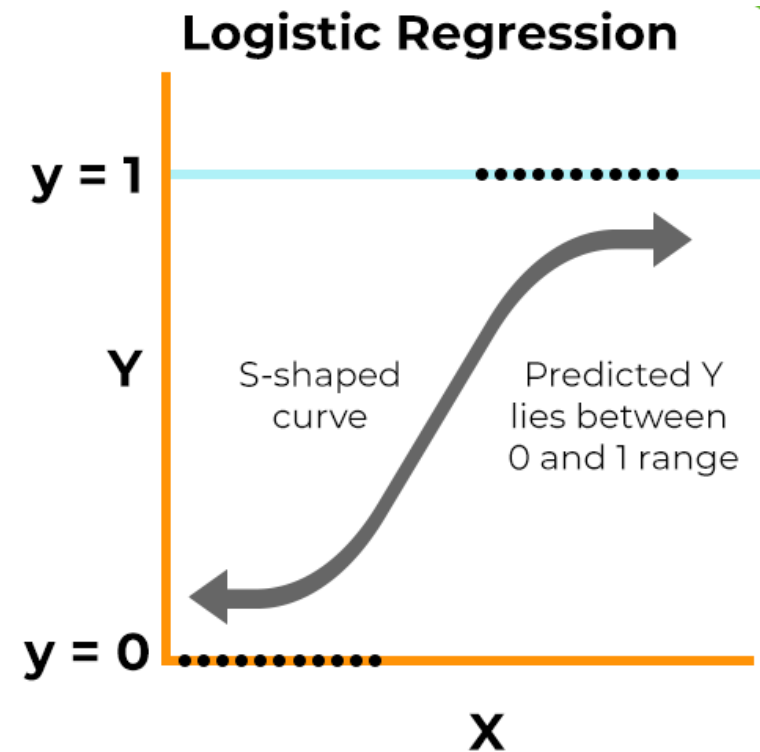 Logistic Regression
y = 1
Y
S-shaped
curve
Predicted Y
lies between
0 and 1 range
y = 0
X